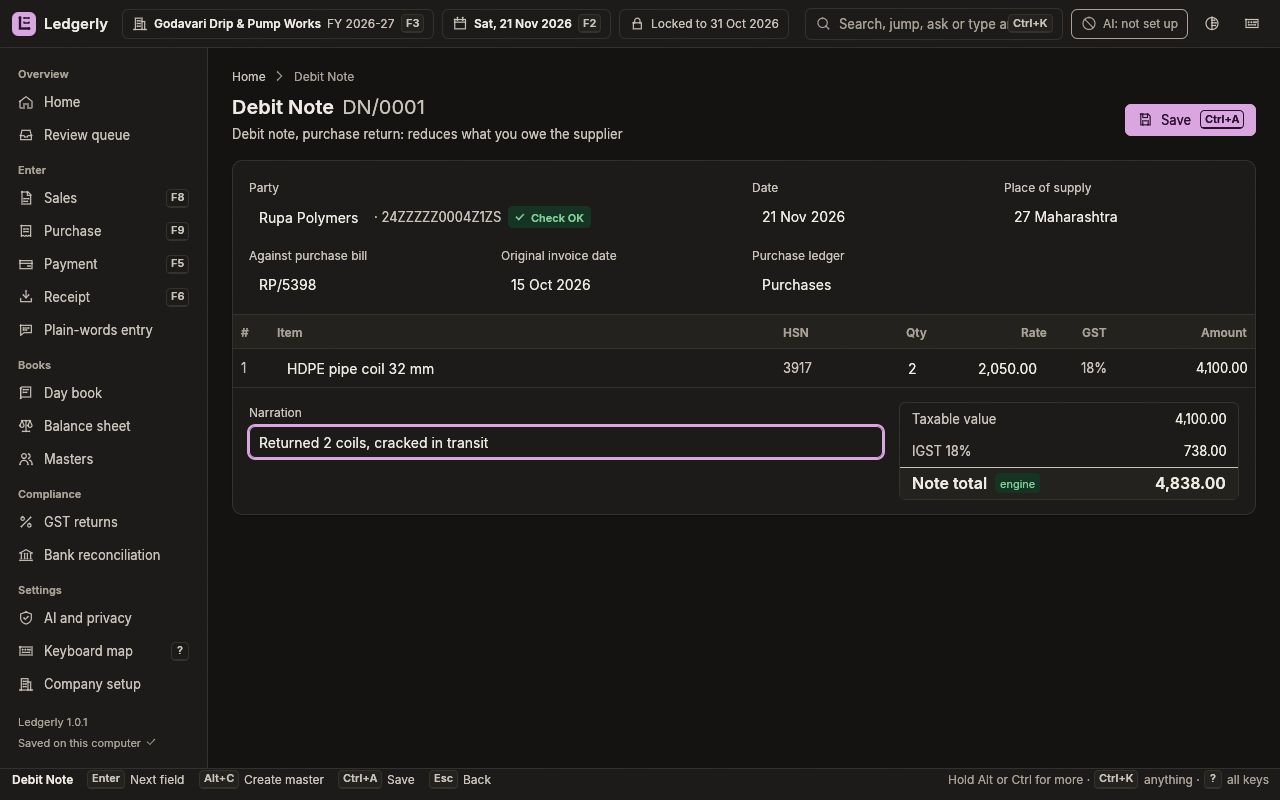 Ledgerly
Godavari Drip & Pump Works FY 2026-27 F3
Sat, 21 Nov 2026 F2
Locked to 31 Oct 2026
Search, jump, ask or type a Ctrl+K
AI: not set up
Overview
Home
Review queue
Enter
Sales F8
Purchase F9
Payment F5
Receipt F6
Plain-words entry
Books
Day book
Balance sheet
Masters
Compliance
GST returns
Bank reconciliation
Settings
AI and privacy
Keyboard map ?
Company setup
Ledgerly 1.0.1
Saved on this computer
Home Debit Note
Debit Note DN/0001
Debit note, purchase return: reduces what you owe the supplier
Save Ctrl+A
Party Date Place of supply
Rupa Polymers · 24ZZZZZ0004Z1ZS Check OK 21 Nov 2026 27 Maharashtra
Against purchase bill Original invoice date Purchase ledger
RP/5398 15 Oct 2026 Purchases
# Item HSN Qty Rate GST Amount
1 HDPE pipe coil 32 mm 3917 2 2,050.00 18% 4,100.00
Narration
Returned 2 coils, cracked in transit
Taxable value 4,100.00
IGST 18% 738.00
Note total engine 4,838.00
Debit Note Enter Next field Alt+C Create master Ctrl+A Save Esc Back
Hold Alt or Ctrl for more · Ctrl+K anything · ? all keys